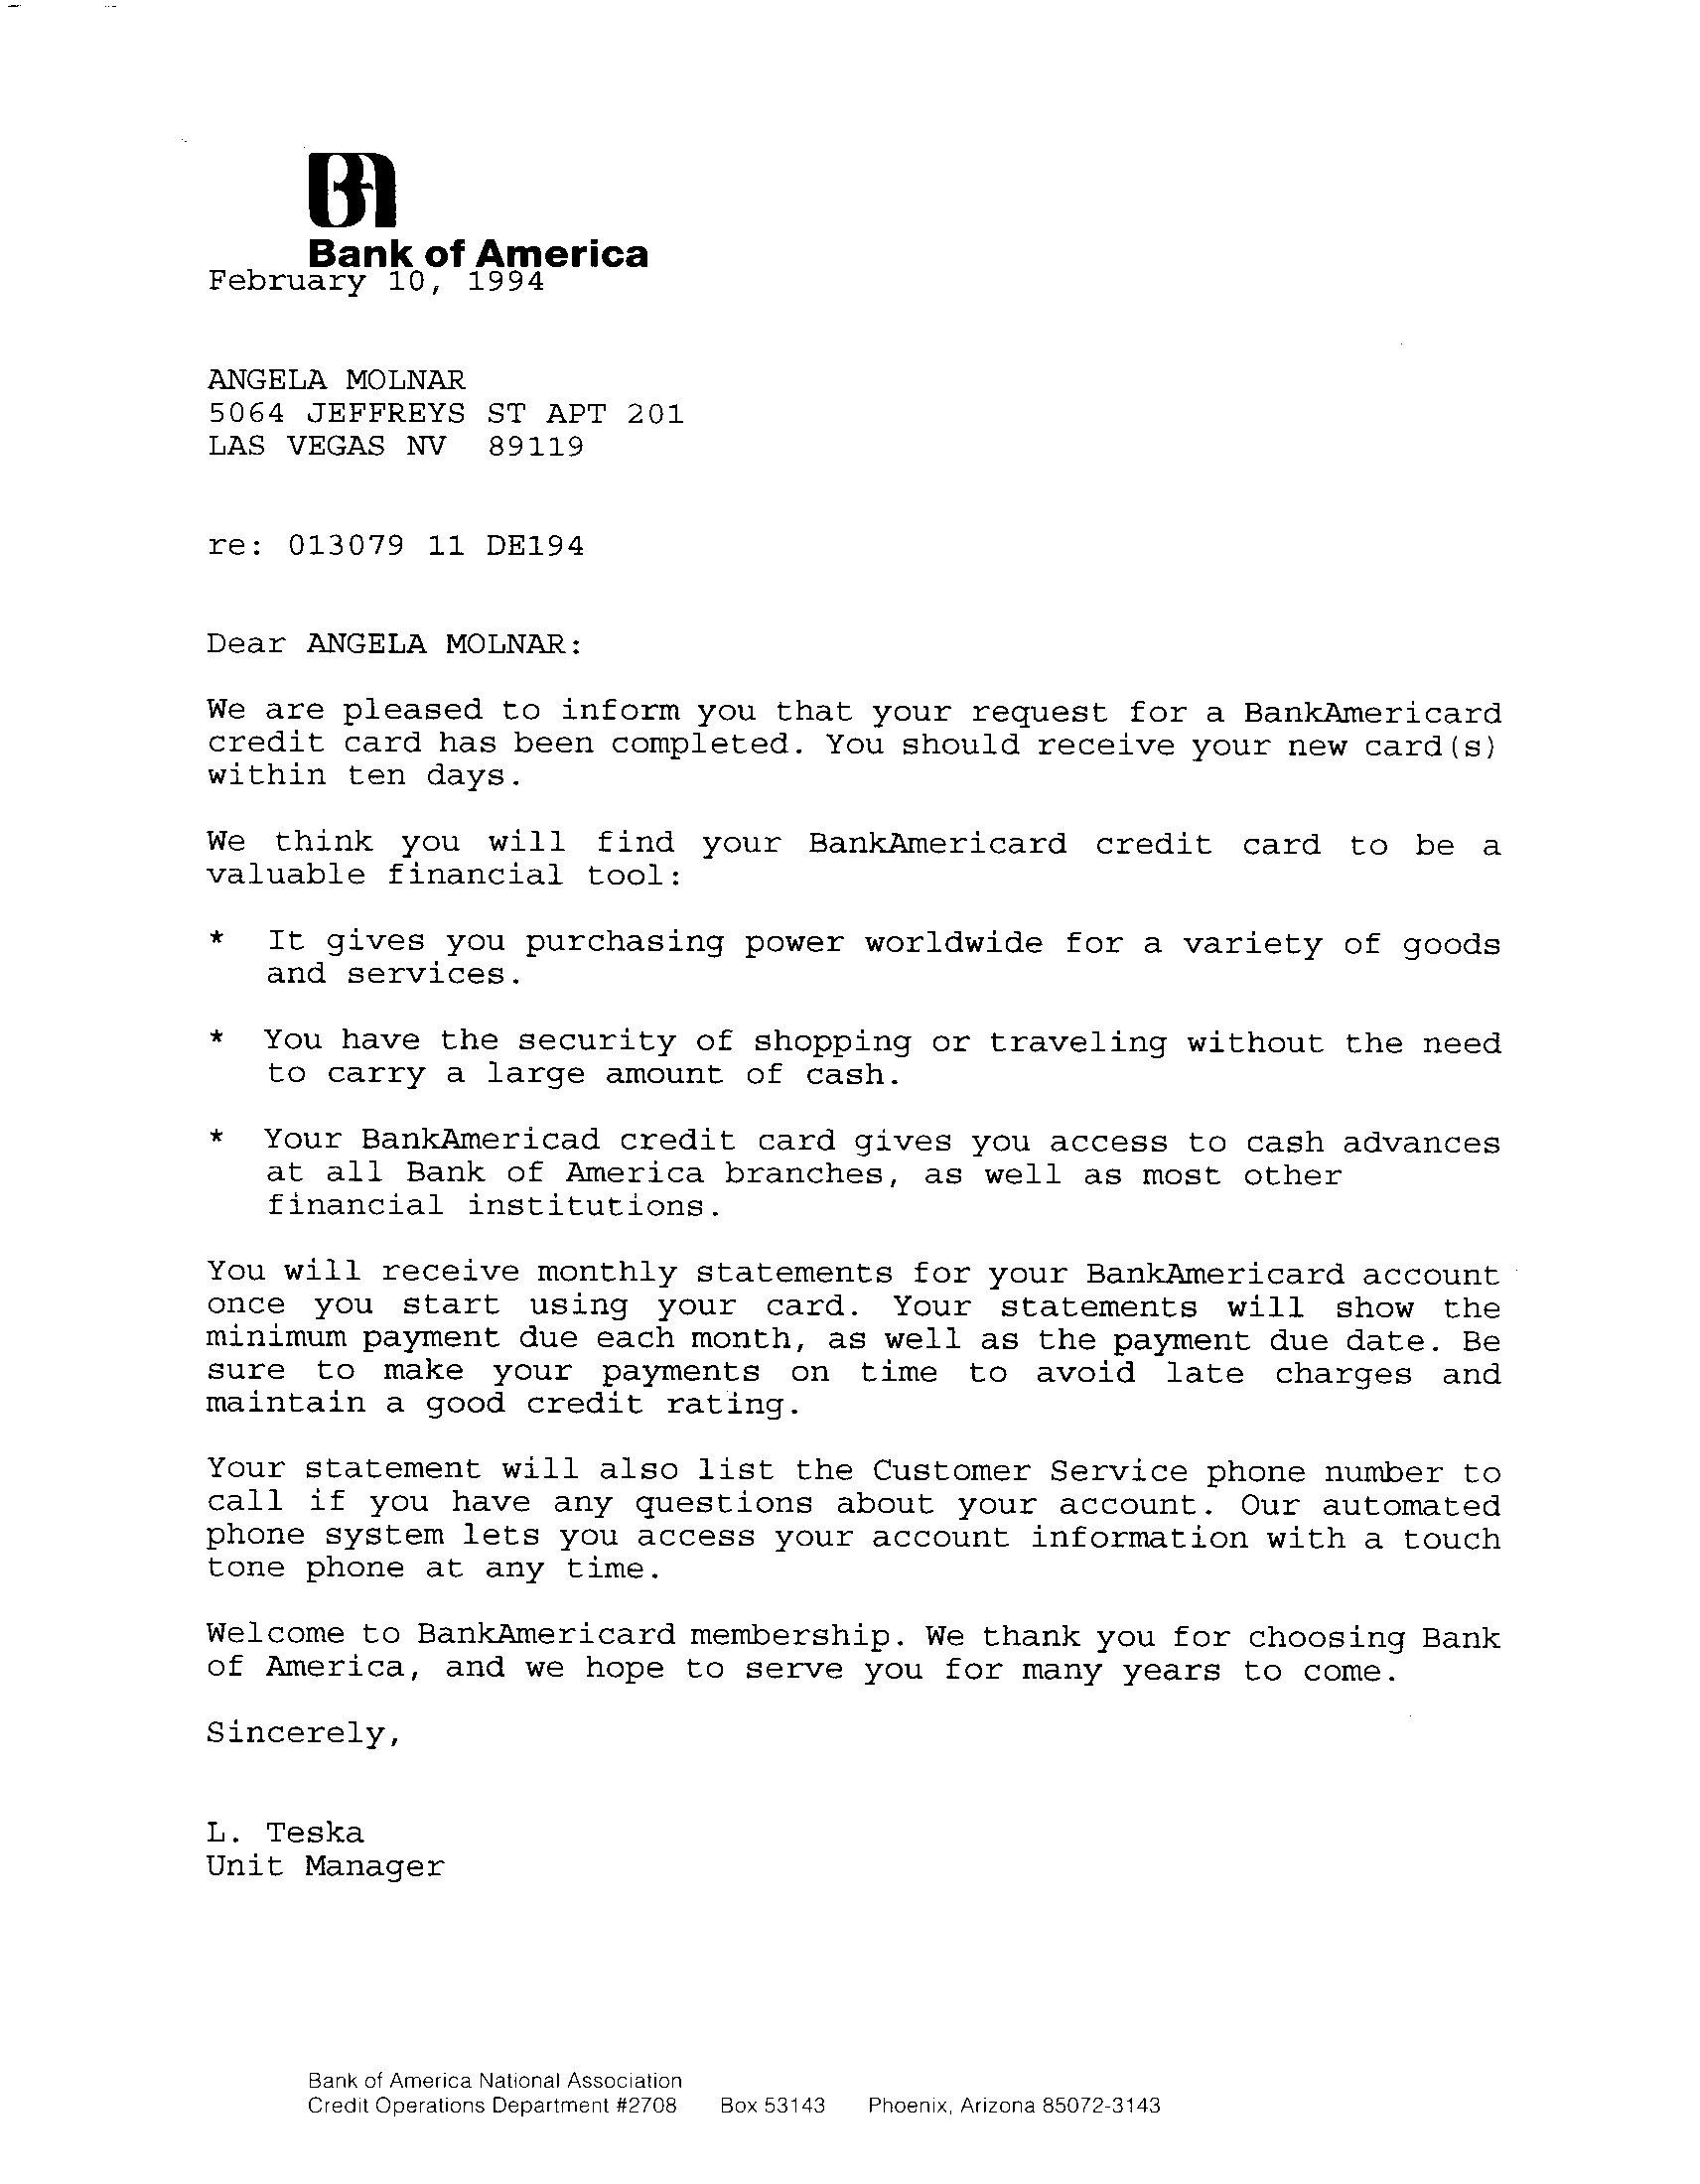 BA
Bank of America
February 10, 1994
ANGELA MOLNAR
5064 JEFFREYS ST APT 201
LAS VEGAS NV  89119
re: 013079 11 DE194
Dear ANGELA MOLNAR:
We are pleased to inform you that your request for a BankAmericard
credit card has been completed. You should receive your new card(s)
within ten days.
We think you will find your BankAmericard credit card to be a
valuable financial tool:
* It gives you purchasing power worldwide for a variety of goods
and services.
* You have the security of shopping or traveling without the need
to carry a large amount of cash.
* Your BankAmericad credit card gives you access to cash advances
at all Bank of America branches, as well as most other
financial institutions.
You will receive monthly statements for your BankAmericard account
once you start using your card. Your statements will show the
minimum payment due each month, as well as the payment due date. Be
sure to make your payments on time to avoid late charges and
maintain a good credit rating.
Your statement will also list the Customer Service phone number to
call if you have any questions about your account. Our automated
phone system lets you access your account information with a touch
tone phone at any time.
Welcome to BankAmericard membership. We thank you for choosing Bank
of America, and we hope to serve you for many years to come.
Sincerely,
L. Teska
Unit Manager
Bank of America National Association
Credit Operations Department #2708 Box 53143 Phoenix, Arizona 85072-3143